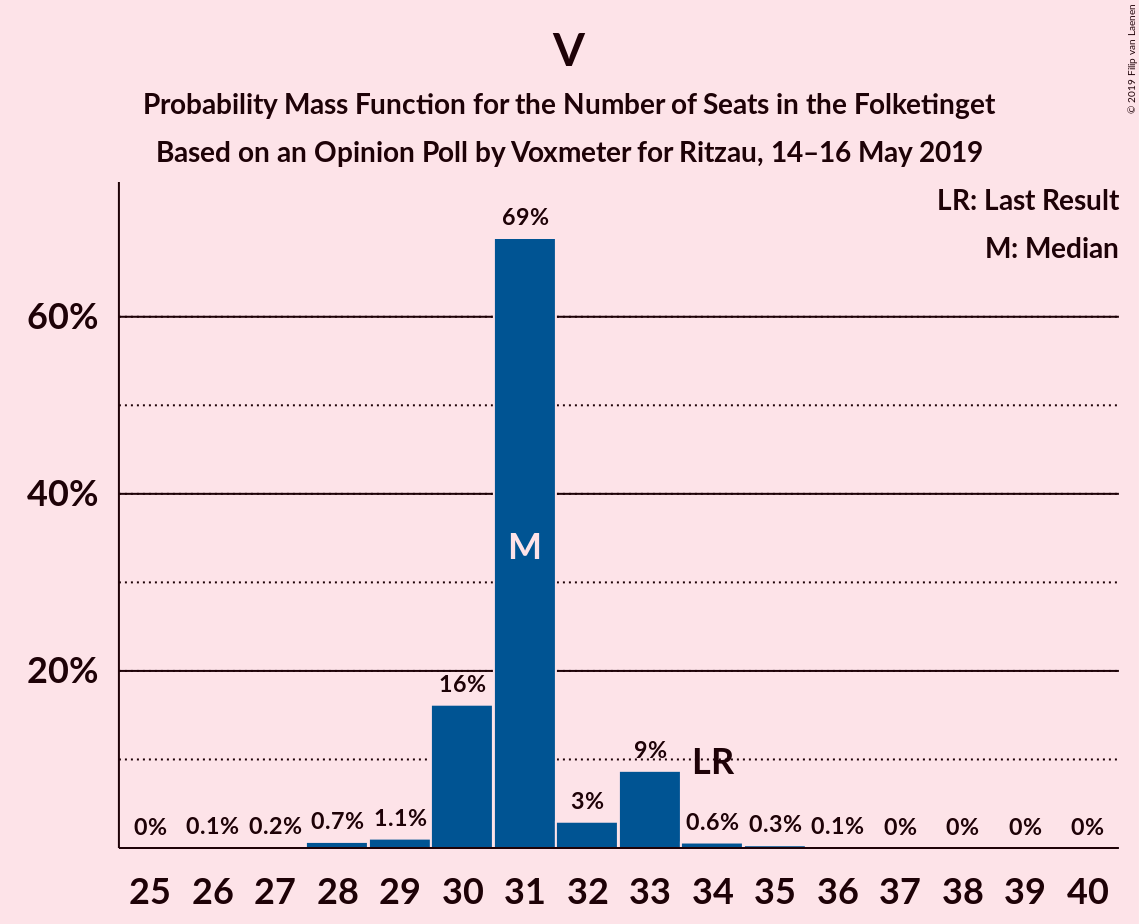 V
Probability Mass Function for the Number of Seats in the Folketinget
Based on an Opinion Poll by Voxmeter for Ritzau, 14–16 May 2019
© 2019 Filip van Laenen
LR: Last Result
M: Median
69%
60%
40%
M
20%
16%
9%
LR
3%
0%
0.1%
0.2%
0.7%
1.1%
0.6%
0.3%
0.1%
0%
0%
0%
0%
25 26 27 28 29 30 31 32 33 34 35 36 37 38 39 40